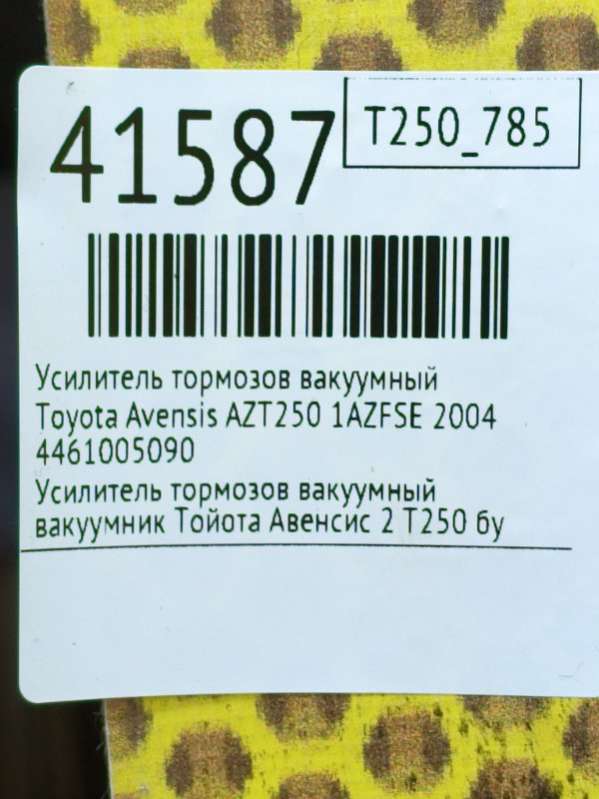 41587
T250_785
Усилитель тормозов вакуумный
Toyota Avensis AZT250 1AZFSE 2004
4461005090
Усилитель тормозов вакуумный
вакуумник Тойота Авенсис 2 Т250 бу